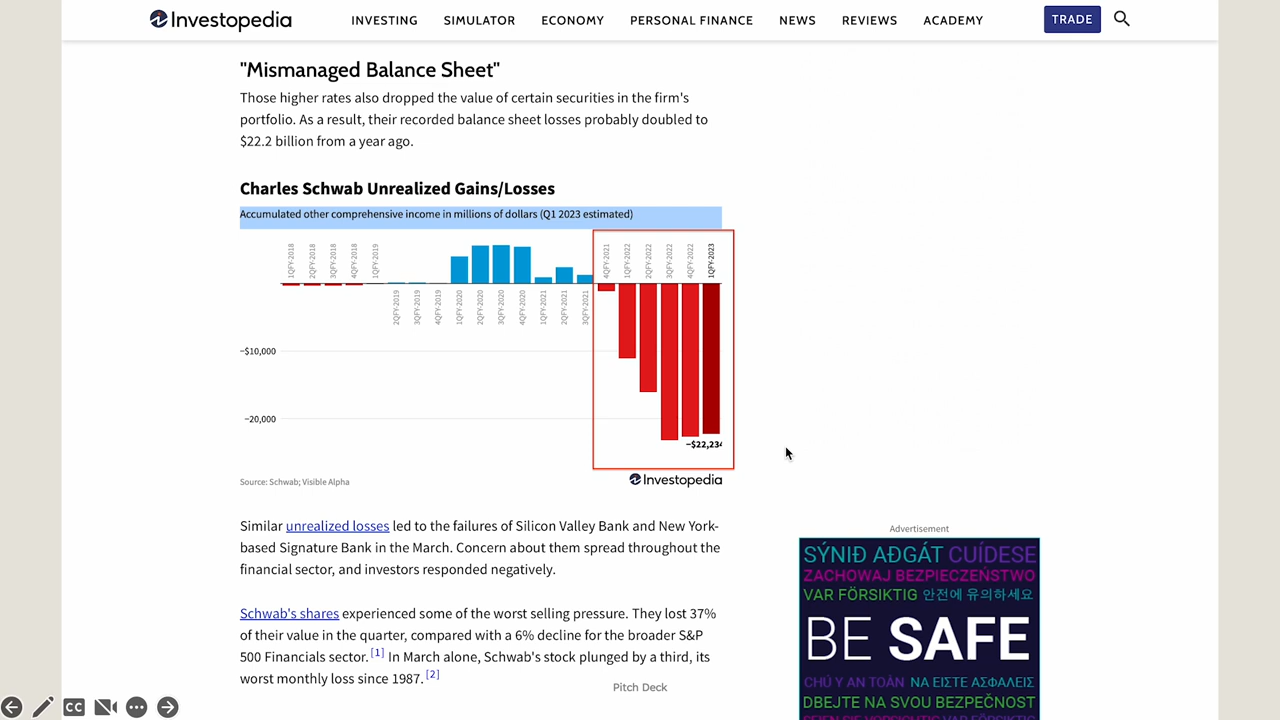 Investopedia
INVESTING SIMULATOR ECONOMY PERSONAL FINANCE NEWS REVIEWS ACADEMY TRADE
"Mismanaged Balance Sheet"
Those higher rates also dropped the value of certain securities in the firm's
portfolio. As a result, their recorded balance sheet losses probably doubled to
$22.2 billion from a year ago.
Charles Schwab Unrealized Gains/Losses
Accumulated other comprehensive income in millions of dollars (Q1 2023 estimated)
1QFY-2018 2QFY-2018 3QFY-2018 4QFY-2018 1QFY-2019 4QFY-2021 1QFY-2022 2QFY-2022 3QFY-2022 4QFY-2022 1QFY-2023
2QFY-2019 3QFY-2019 4QFY-2019 1QFY-2020 2QFY-2020 3QFY-2020 4QFY-2020 1QFY-2021 2QFY-2021 3QFY-2021
−$10,000
−20,000
−$22,234
Source: Schwab; Visible Alpha
Investopedia
Similar unrealized losses led to the failures of Silicon Valley Bank and New York-
based Signature Bank in the March. Concern about them spread throughout the
financial sector, and investors responded negatively.
Schwab's shares experienced some of the worst selling pressure. They lost 37%
of their value in the quarter, compared with a 6% decline for the broader S&P
500 Financials sector. [1] In March alone, Schwab's stock plunged by a third, its
worst monthly loss since 1987. [2]
Pitch Deck
Advertisement
SÝNIÐ AÐGÁT CUÍDESE
ZACHOWAJ BEZPIECZEŃSTWO
VAR FÖRSIKTIG 안전에 유의하세요
BE SAFE
CHÚ Ý AN TOÀN ΝΑ ΕΙΣΤΕ ΑΣΦΑΛΕΙΣ
DBEJTE NA SVOU BEZPEČNOST
CC